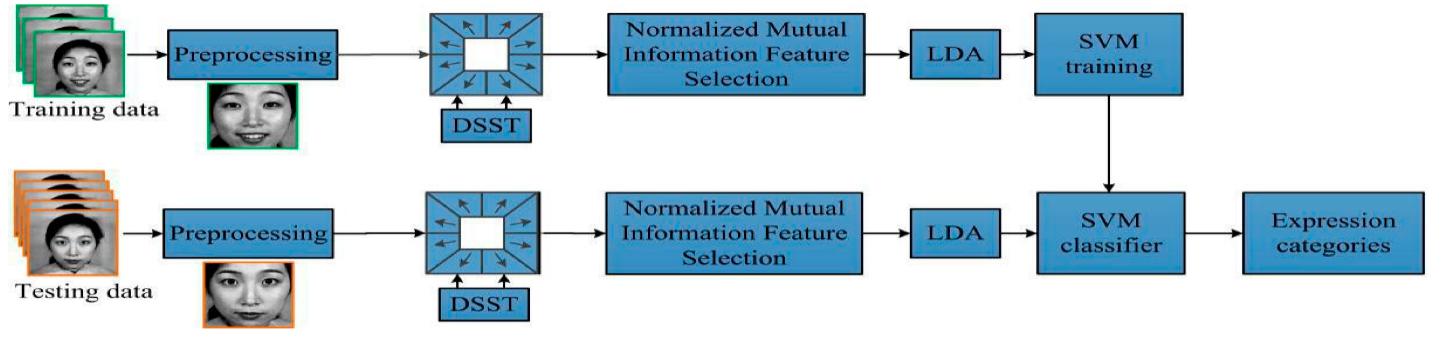 Training data
Preprocessing
DSST
Normalized Mutual
Information Feature
Selection
LDA
SVM
training
Testing data
Preprocessing
DSST
Normalized Mutual
Information Feature
Selection
LDA
SVM
classifier
Expression
categories